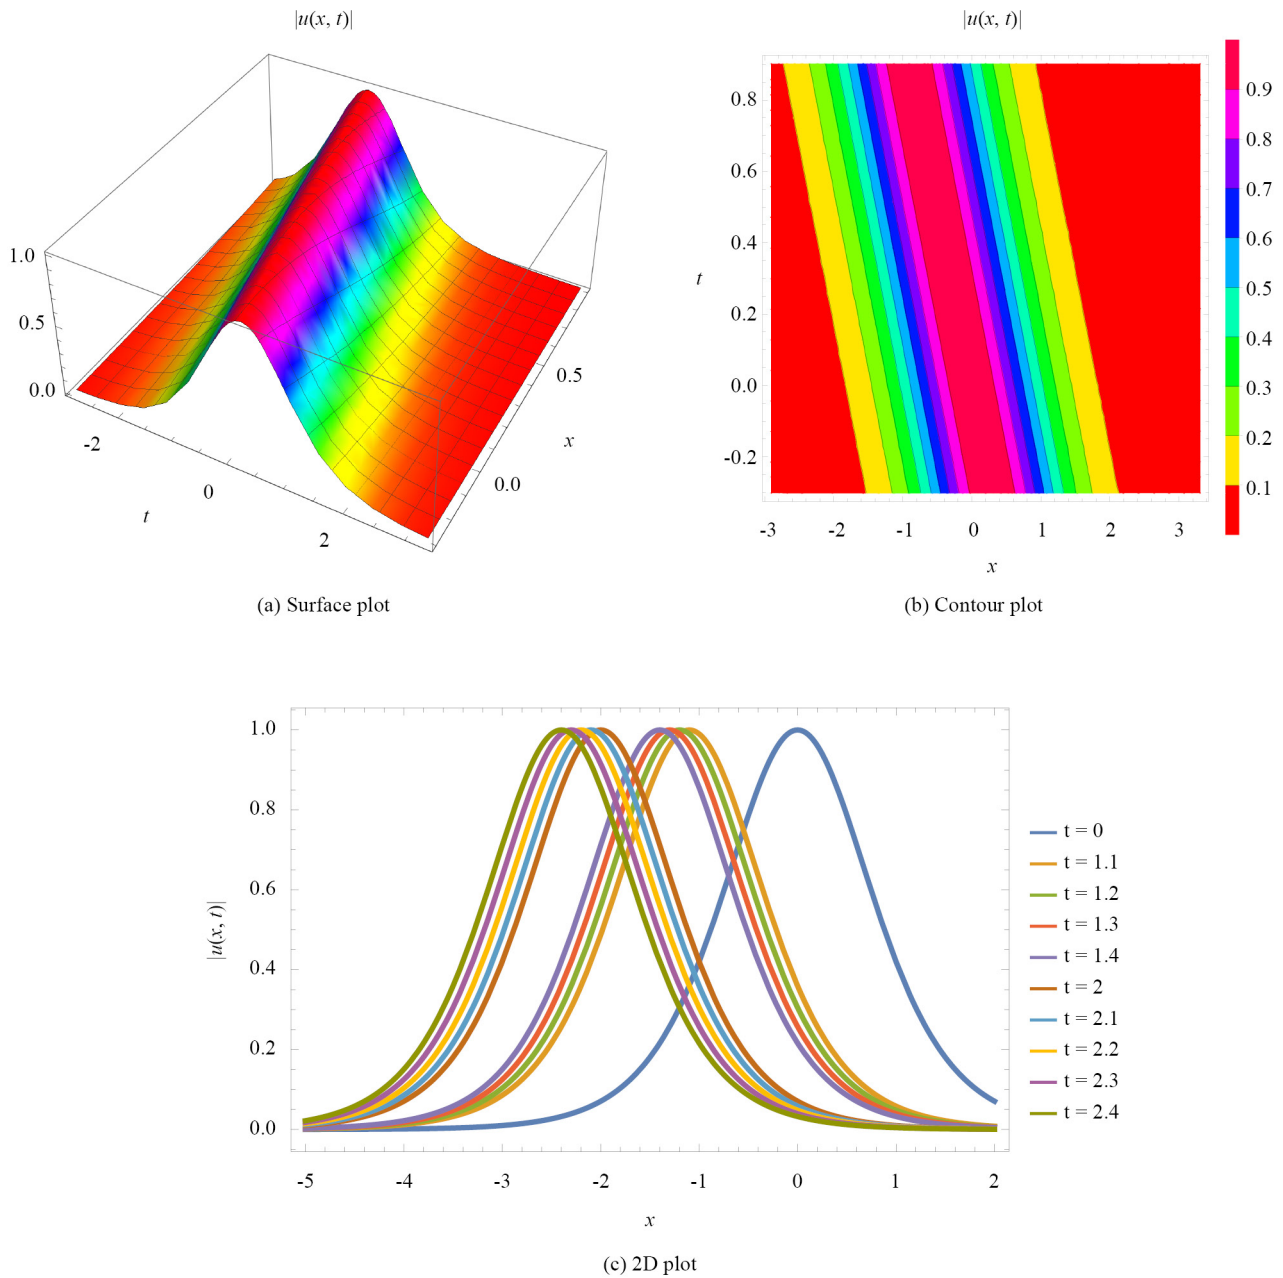 |u(x, t)|
1.0
0.5
0.0
-2
0
2
t
0.0
0.5
x
(a) Surface plot
|u(x, t)|
0.8
0.6
0.4
0.2
0.0
-0.2
t
-3 -2 -1 0 1 2 3
x
0.9
0.8
0.7
0.6
0.5
0.4
0.3
0.2
0.1
(b) Contour plot
1.0
0.8
0.6
0.4
0.2
0.0
|u(x, t)|
-5 -4 -3 -2 -1 0 1 2
x
t = 0
t = 1.1
t = 1.2
t = 1.3
t = 1.4
t = 2
t = 2.1
t = 2.2
t = 2.3
t = 2.4
(c) 2D plot